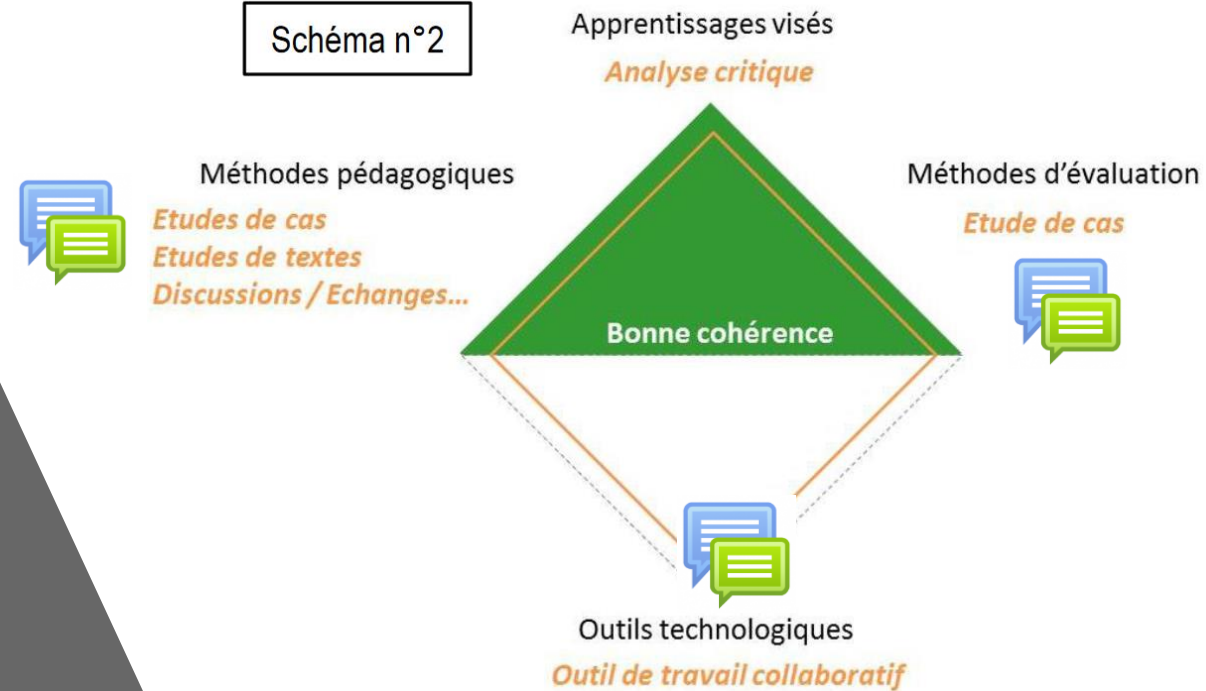 Schéma n°2
Apprentissages visés
Analyse critique
Méthodes pédagogiques
Etudes de cas
Etudes de textes
Discussions / Echanges...
Méthodes d'évaluation
Etude de cas
Bonne cohérence
Outils technologiques
Outil de travail collaboratif